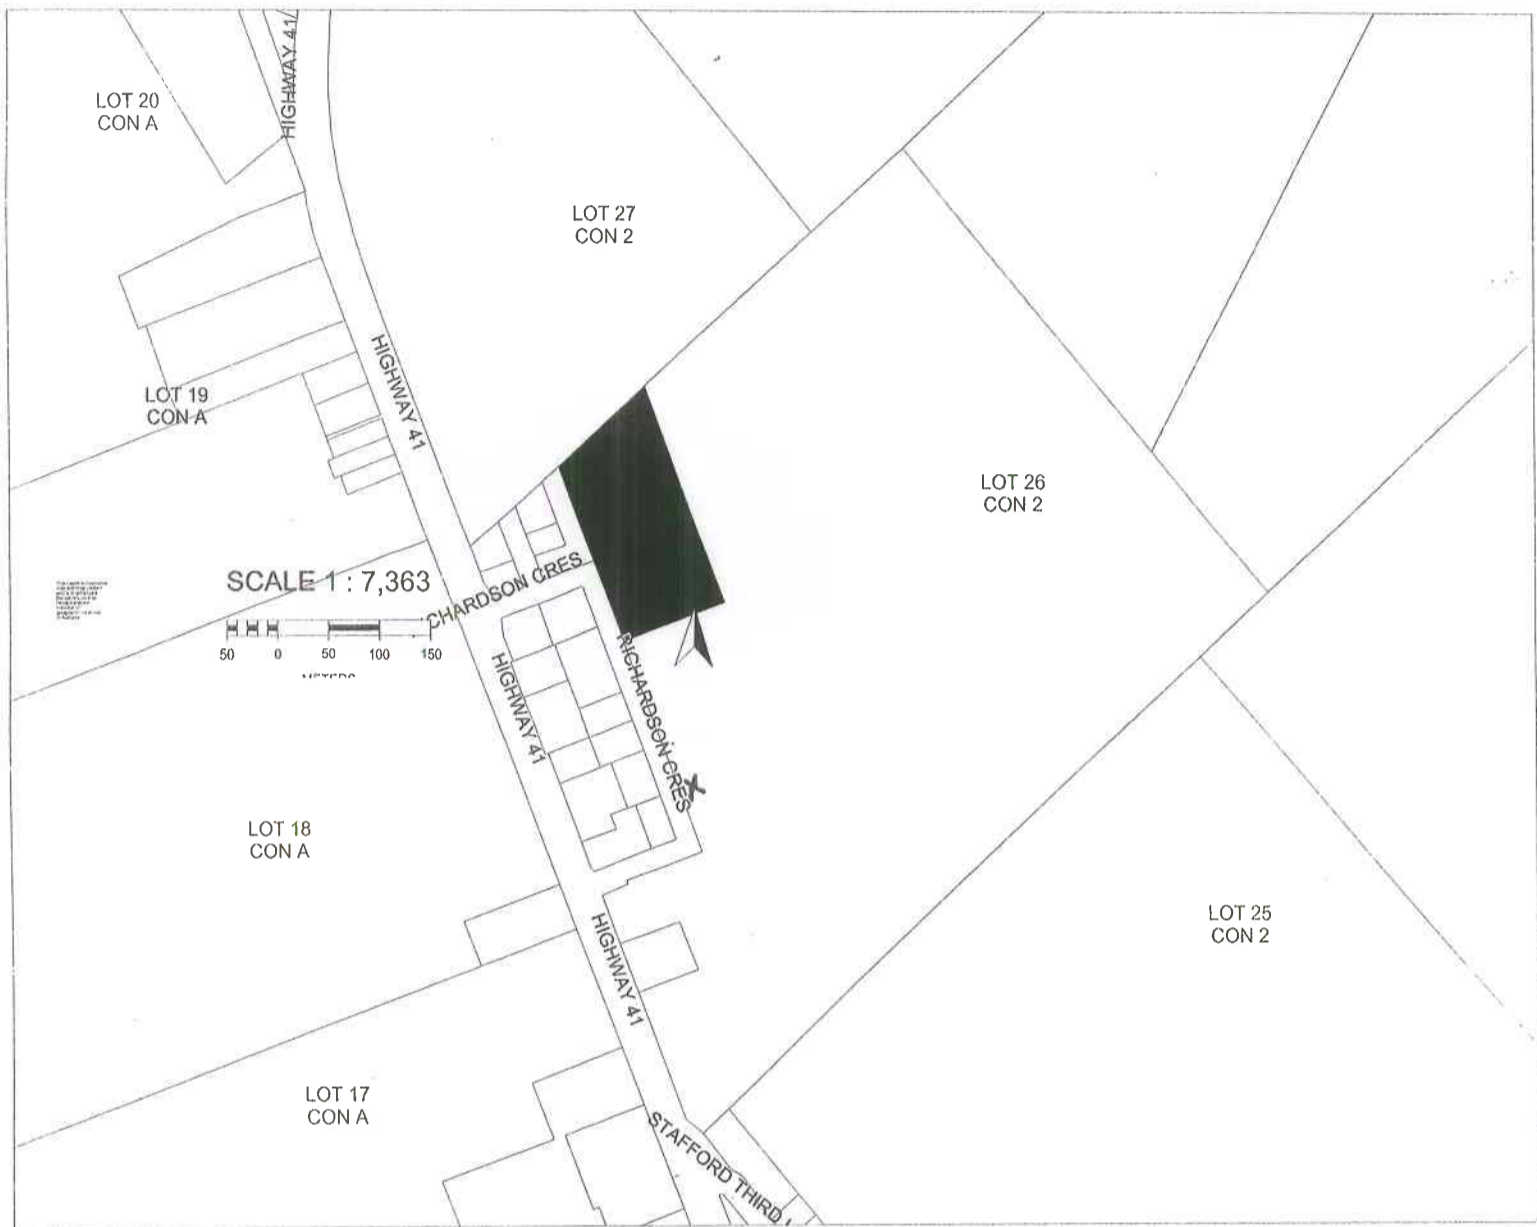 HIGHWAY 41
LOT 20
CON A
LOT 27
CON 2
HIGHWAY 41
LOT 19
CON A
LOT 26
CON 2
SCALE 1 : 7,363
CHARDSON CRES
50 0 50 100 150
METERS
HIGHWAY 41
RICHARDSON CRES
X
LOT 18
CON A
LOT 25
CON 2
HIGHWAY 41
LOT 17
CON A
STAFFORD THIRD L